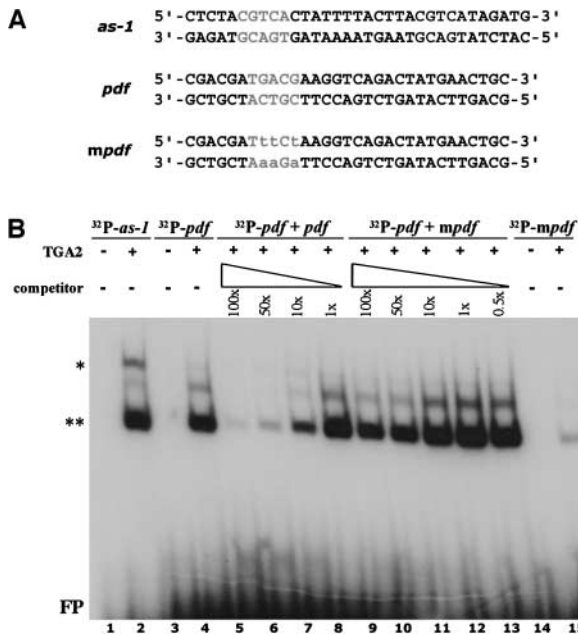 A
as-1
5'-CTCTACGTCACTATTTTACTTACGTCATAGATG-3'
3'-GAGATGCAGTGATAAAATGAATGCAGTATCTAC-5'
pdf
5'-CGACGATGACGAAGGTCAGACTATGAACTGC-3'
3'-GCTGCTACTGCTTCCAGTCTGATACTTGACG-5'
mpdf
5'-CGACGATttCtAAGGTCAGACTATGAACTGC-3'
3'-GCTGCTAaaGaTTCCAGTCTGATACTTGACG-5'
B
³²P-as-1 ³²P-pdf ³²P-pdf + pdf ³²P-pdf + mpdf ³²P-mpdf
TGA2 - + - + + + + + + + + + + - +
competitor - - - - 100x 50x 10x 1x 100x 50x 10x 1x 0.5x - -
*
**
FP
1 2 3 4 5 6 7 8 9 10 11 12 13 14